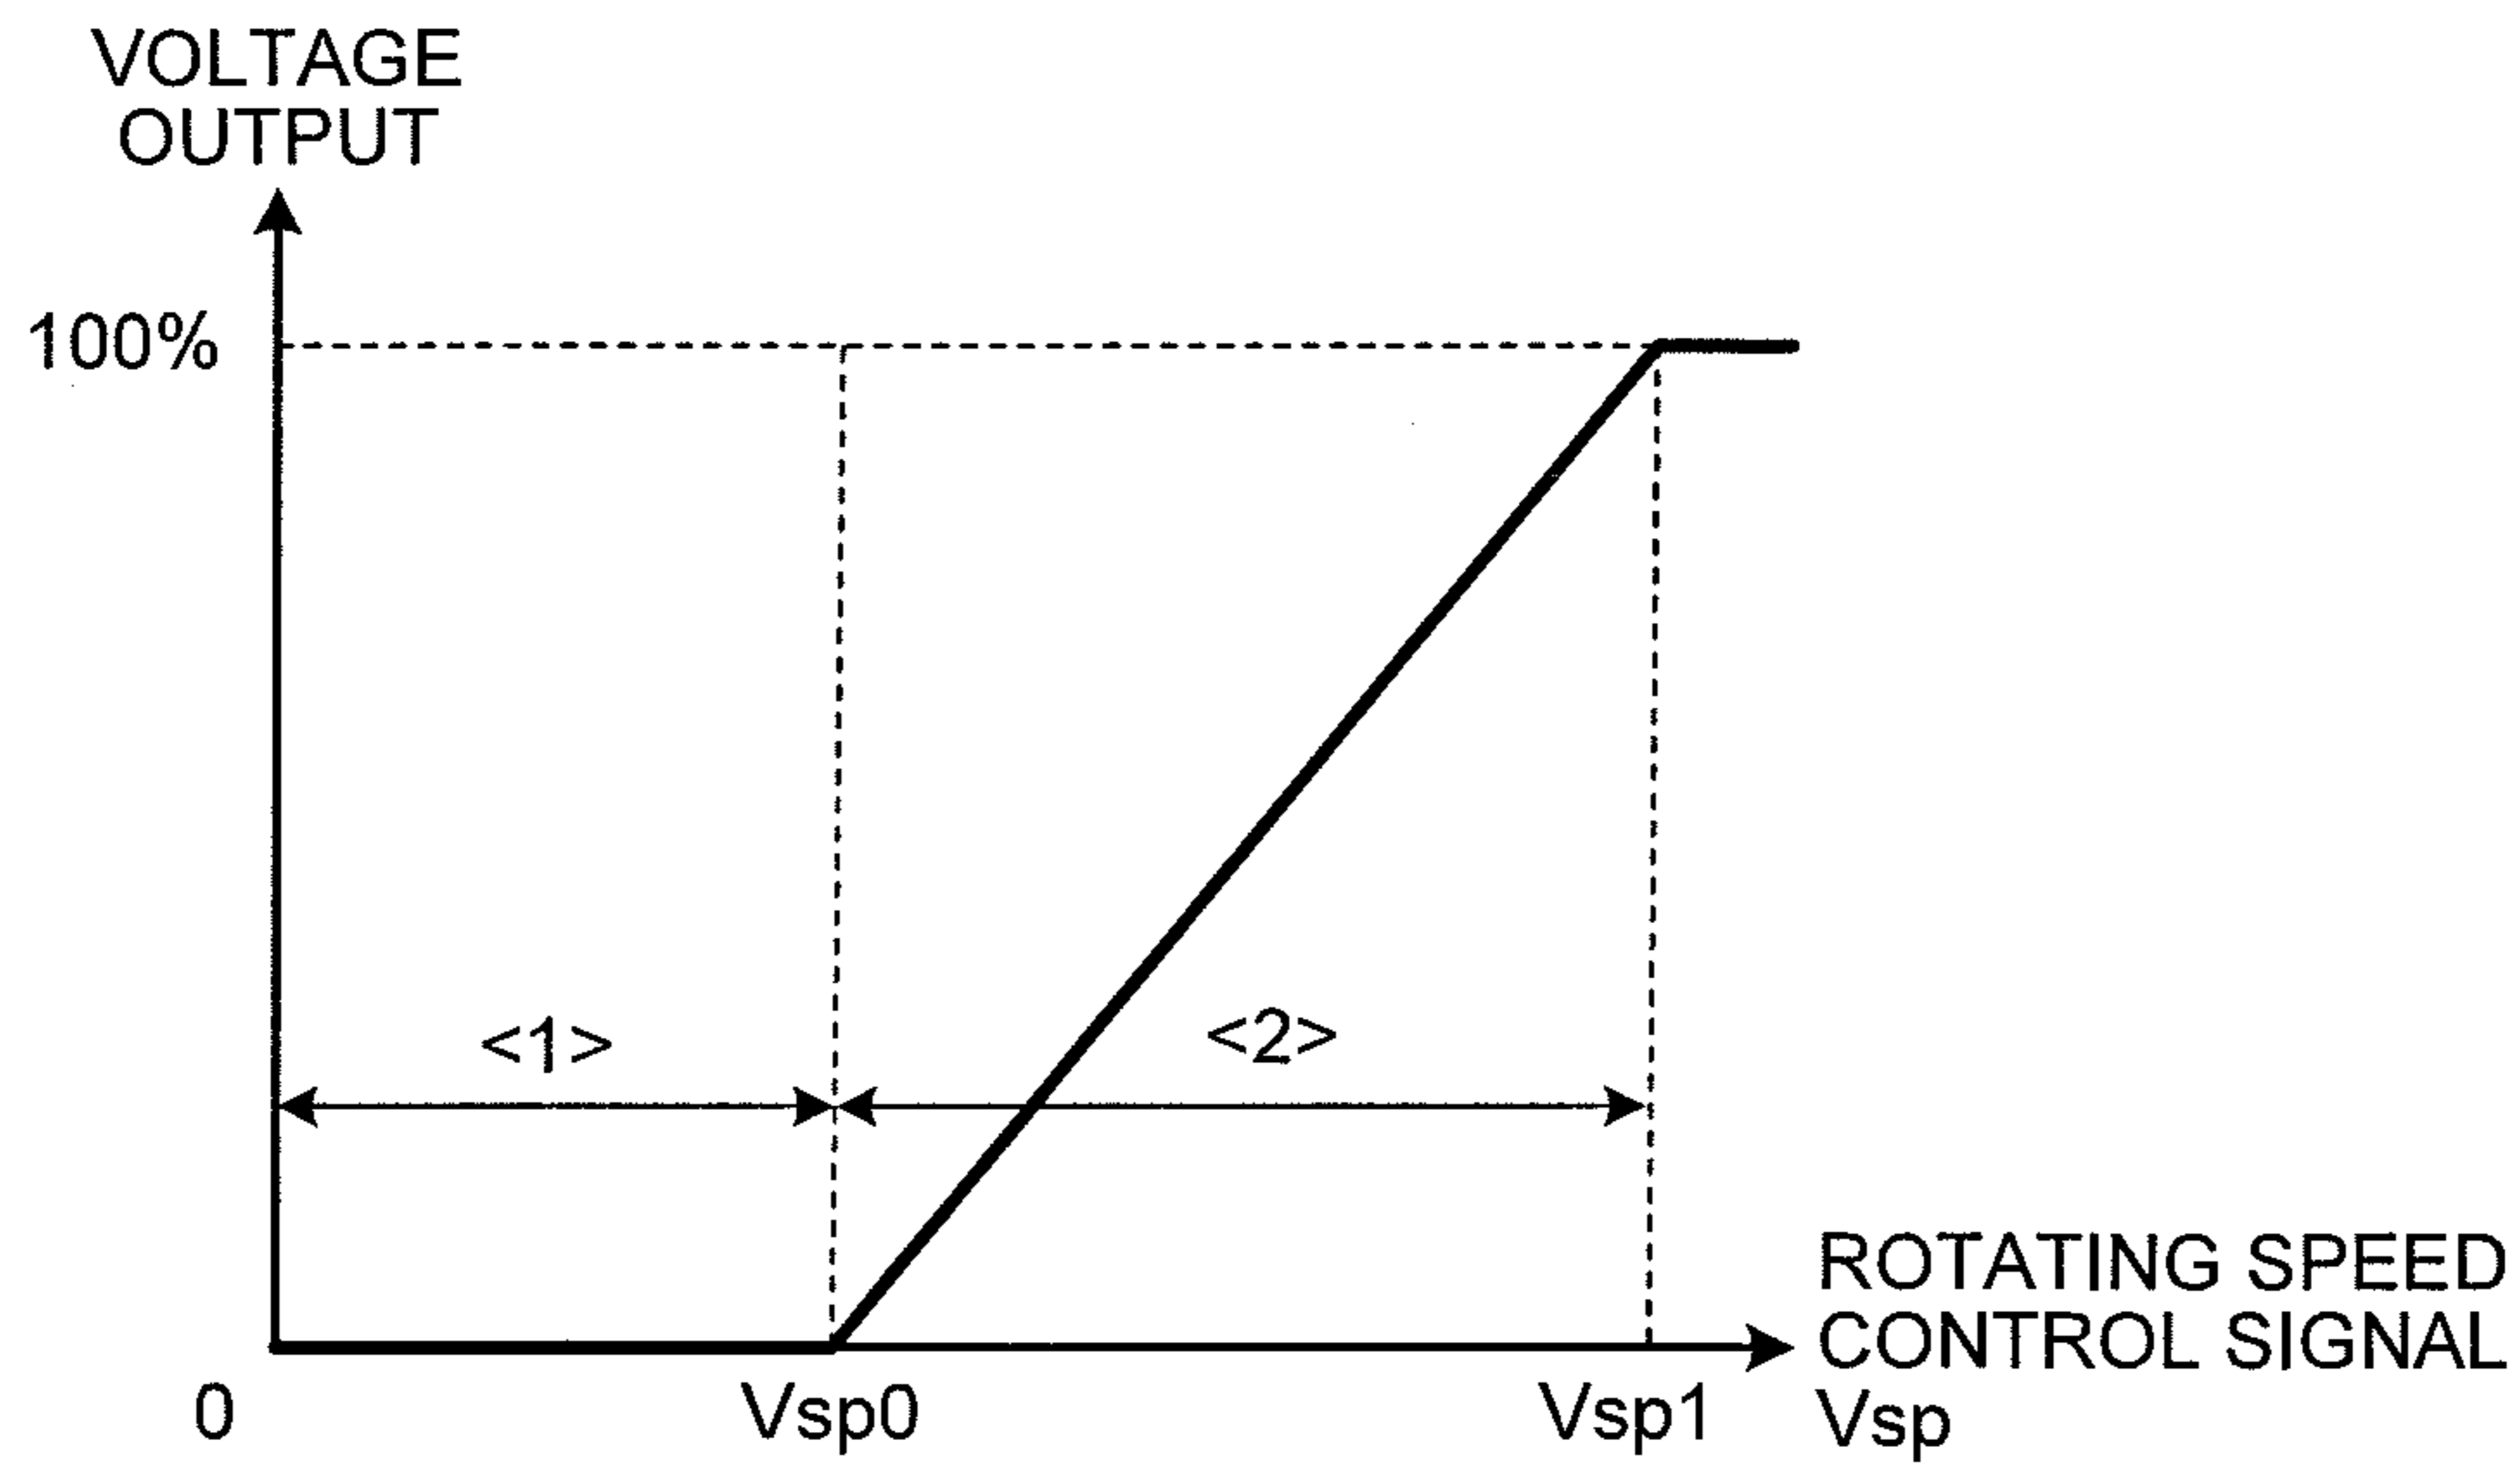 VOLTAGE
OUTPUT
100%
<1>
<2>
ROTATING SPEED
CONTROL SIGNAL
Vsp
0
Vsp0
Vsp1